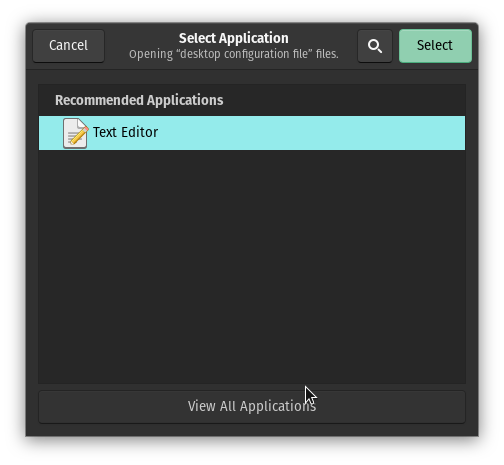 Cancel
Select Application
Opening “desktop configuration file” files.
Select
Recommended Applications
Text Editor
View All Applications